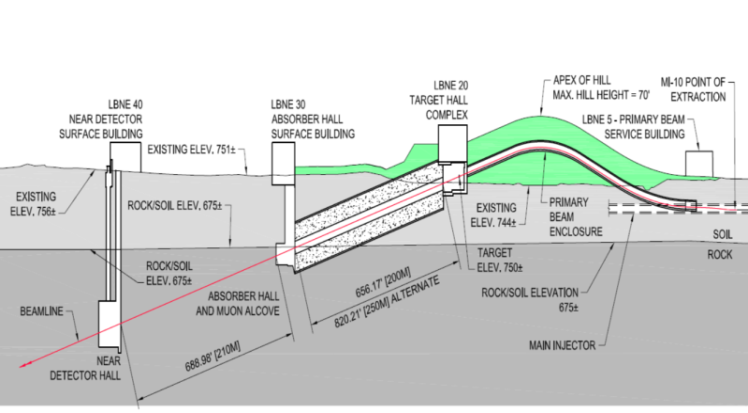 LBNE 40
NEAR DETECTOR
SURFACE BUILDING
LBNE 30
ABSORBER HALL
SURFACE BUILDING
LBNE 20
TARGET HALL
COMPLEX
APEX OF HILL
MAX. HILL HEIGHT = 70'
MI-10 POINT OF
EXTRACTION
LBNE 5 - PRIMARY BEAM
SERVICE BUILDING
EXISTING ELEV. 751±
EXISTING
ELEV. 756±
ROCK/SOIL ELEV. 675±
EXISTING
ELEV. 744±
PRIMARY
BEAM
ENCLOSURE
SOIL
ROCK
ROCK/SOIL
ELEV. 675±
TARGET
ELEV. 750±
ROCK/SOIL ELEVATION
675±
BEAMLINE
ABSORBER HALL
AND MUON ALCOVE
656.17' [200M]
820.21' [250M] ALTERNATE
MAIN INJECTOR
688.98' [210M]
NEAR
DETECTOR HALL